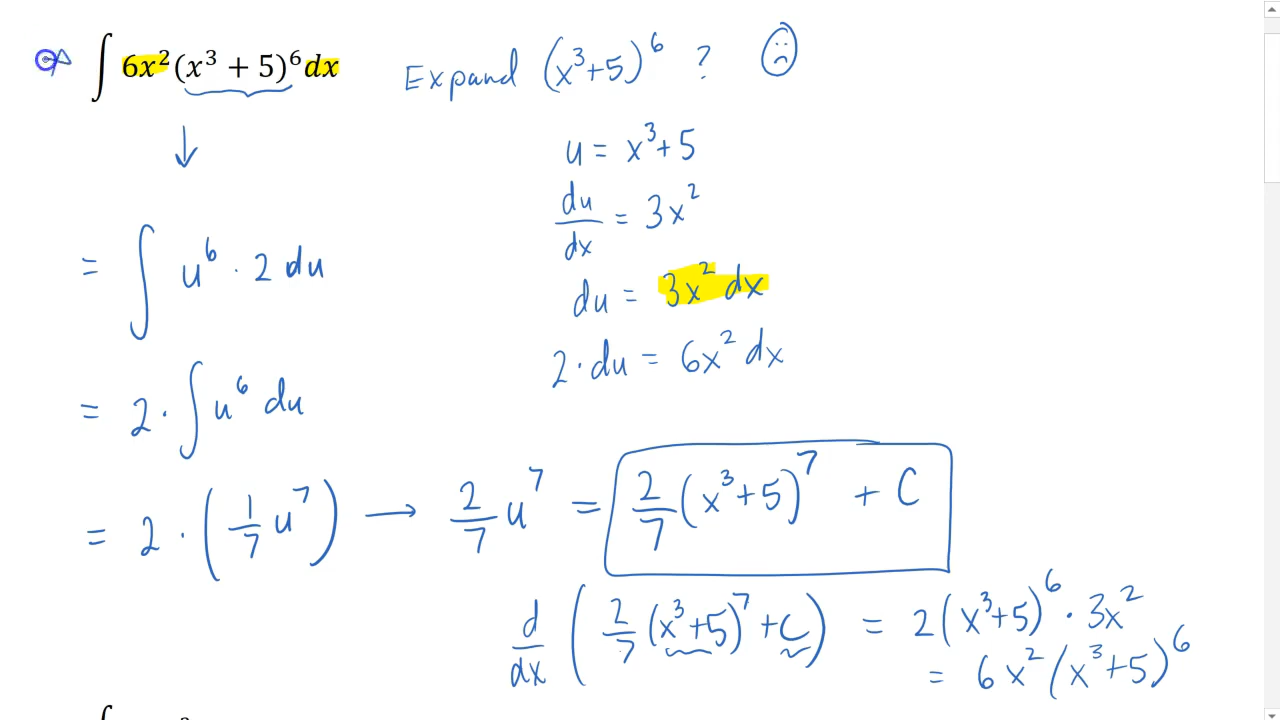 ∫ 6x²(x³ + 5)⁶dx Expand (x³+5)⁶ ?
u = x³+5
du/dx = 3x²
= ∫ u⁶ · 2 du
du = 3x² dx
2 · du = 6x² dx
= 2 · ∫ u⁶ du
= 2 · (1/7 u⁷) → 2/7 u⁷ = 2/7 (x³+5)⁷ + C
d/dx (2/7 (x³+5)⁷ + C) = 2(x³+5)⁶ · 3x²
= 6x² (x³+5)⁶